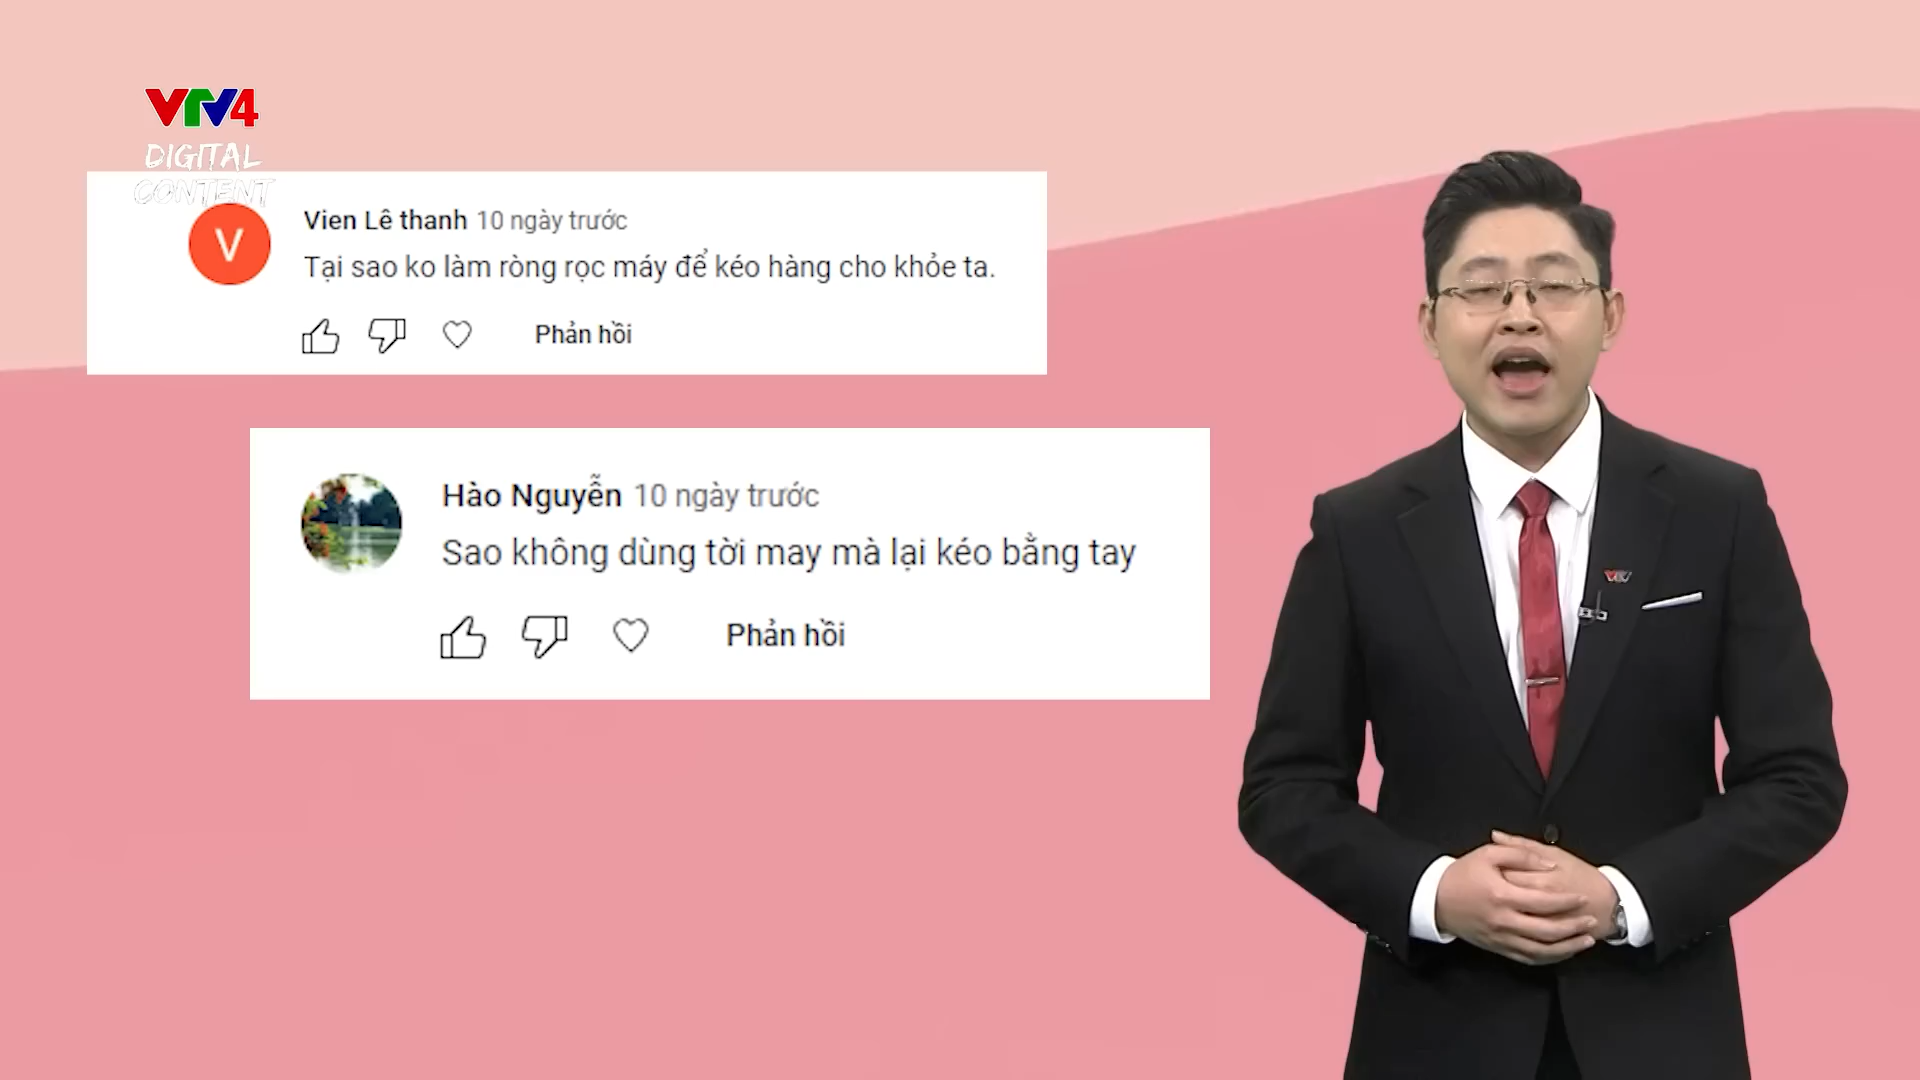 VTV4
DIGITAL
CONTENT
Vien Lê thanh 10 ngày trước
V
Tại sao ko làm ròng rọc máy để kéo hàng cho khỏe ta.
Phản hồi
Hào Nguyễn 10 ngày trước
Sao không dùng tời may mà lại kéo bằng tay
Phản hồi
VTV